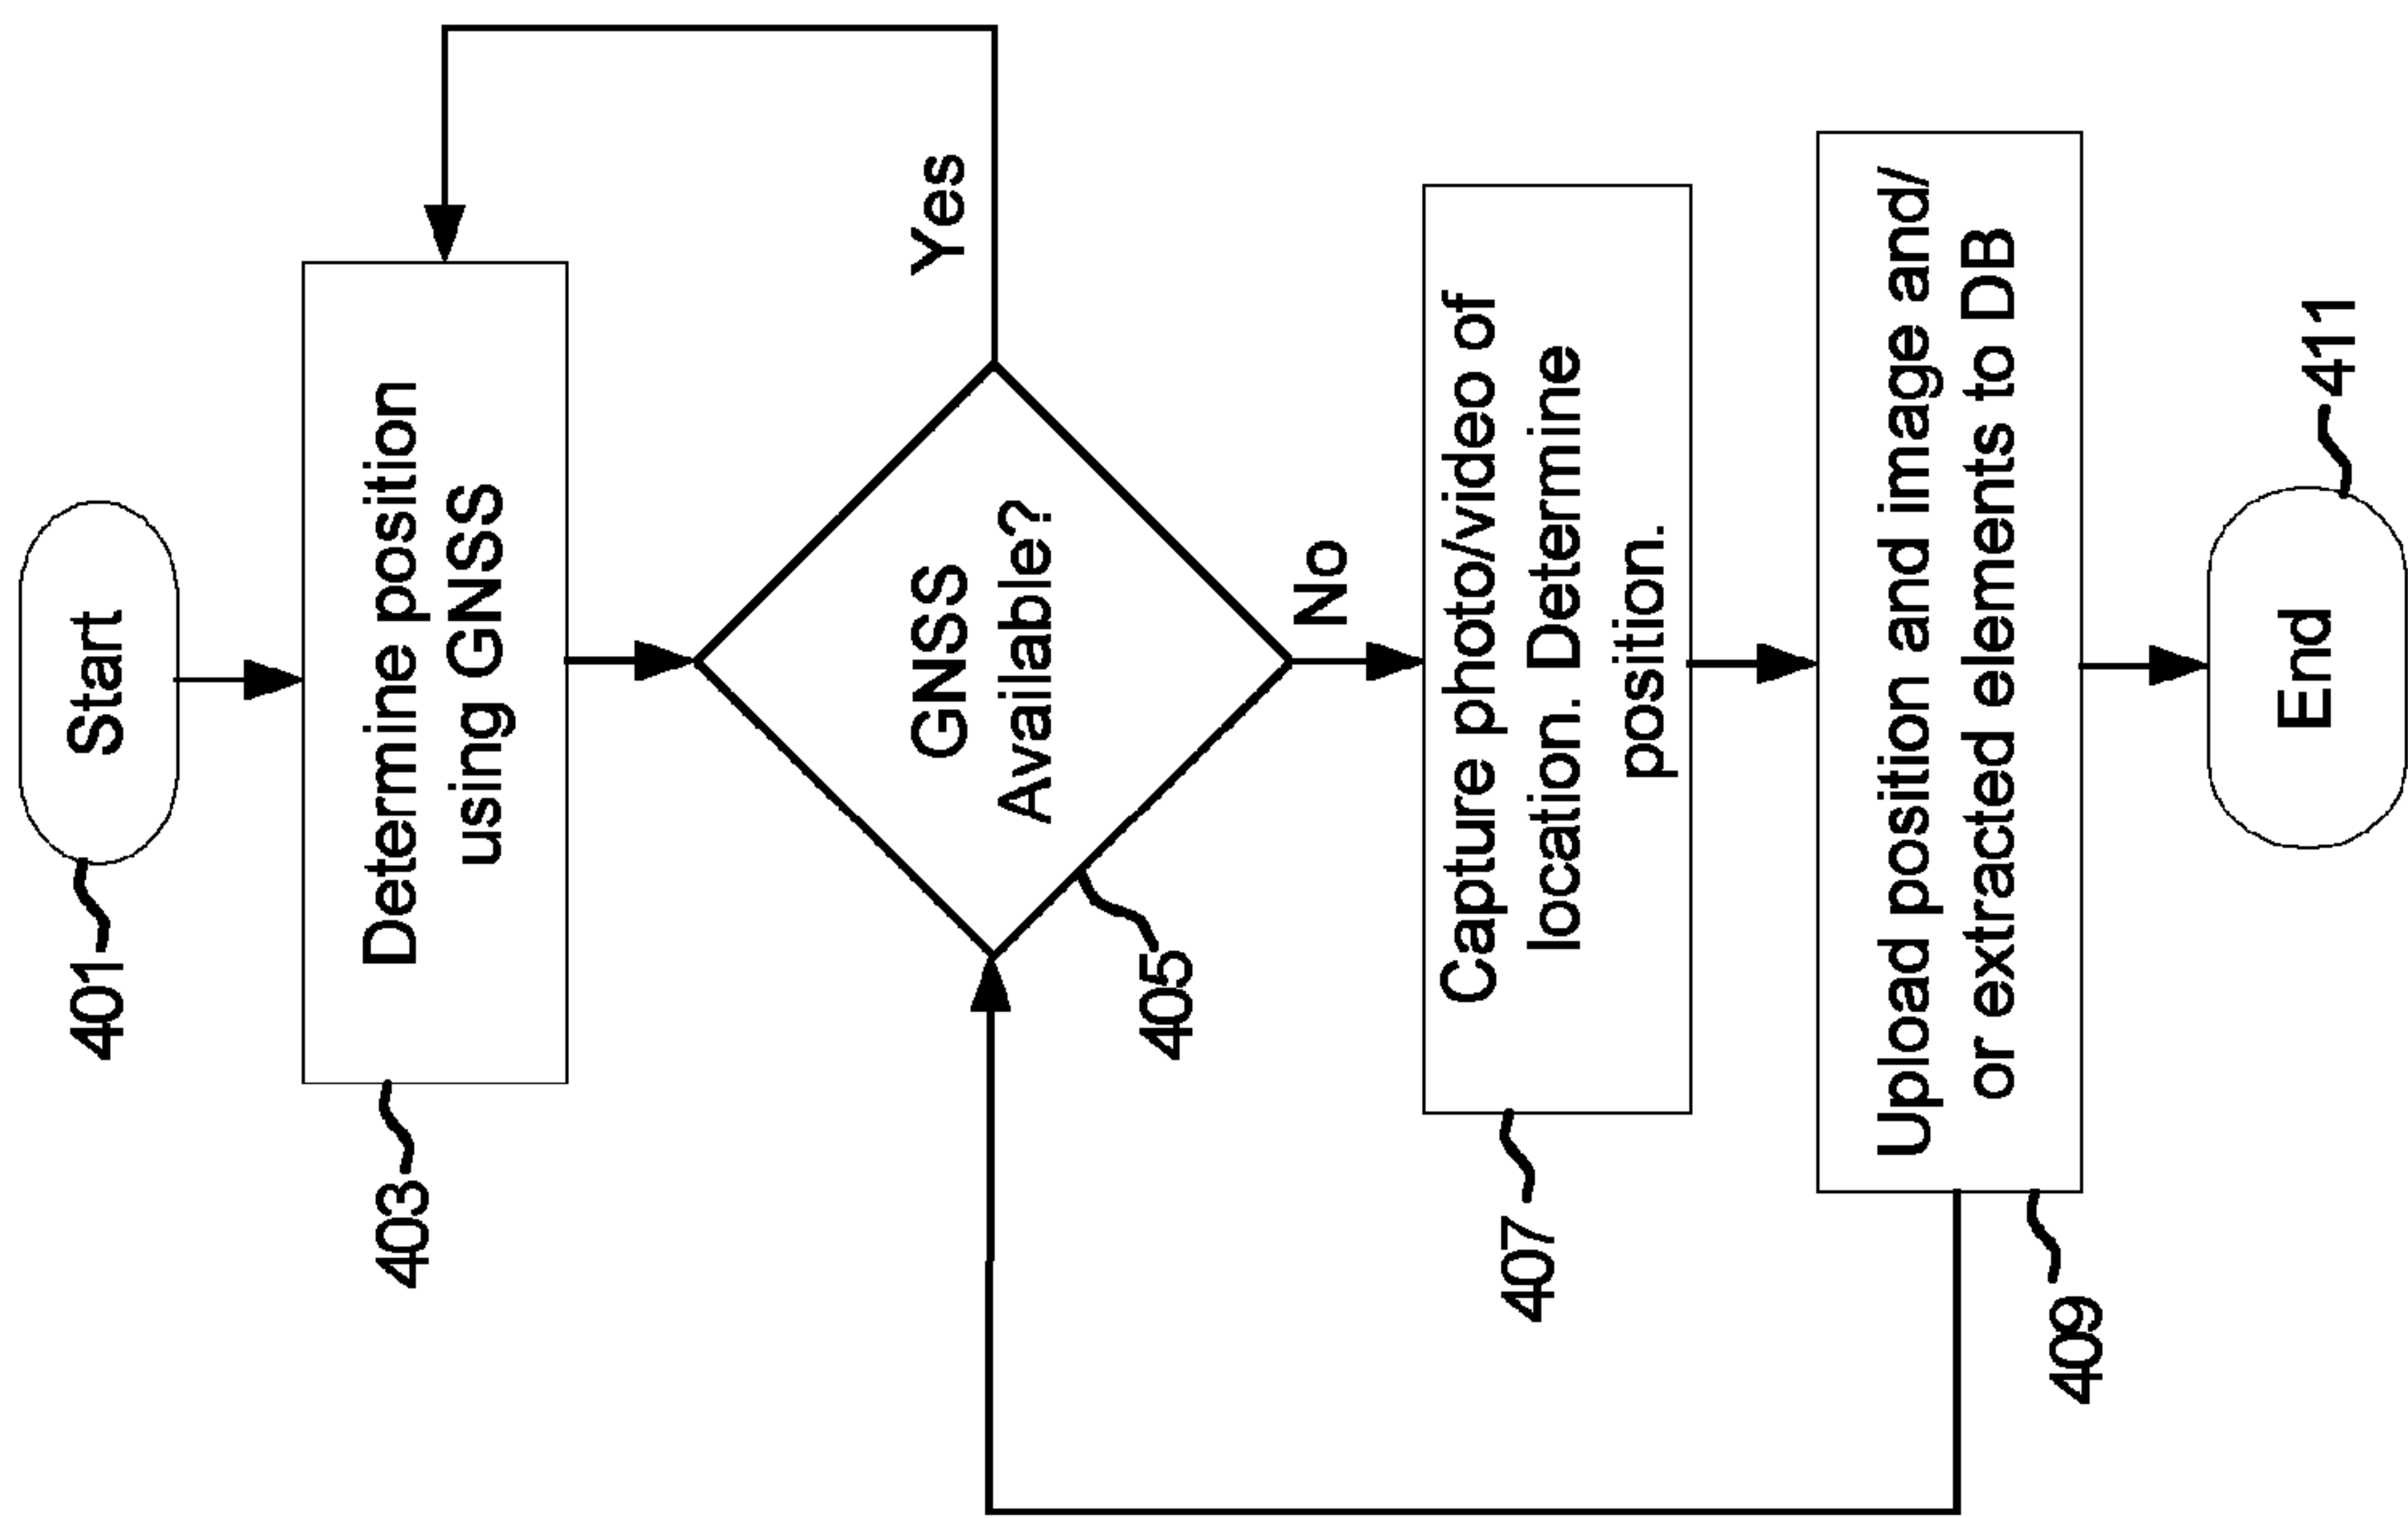 401
Start
403
Determine position
using GNSS
Yes
GNSS
Available?
405
No
407
Capture photo/video of
location. Determine
position.
409
Upload position and image and/
or extracted elements to DB
End
411